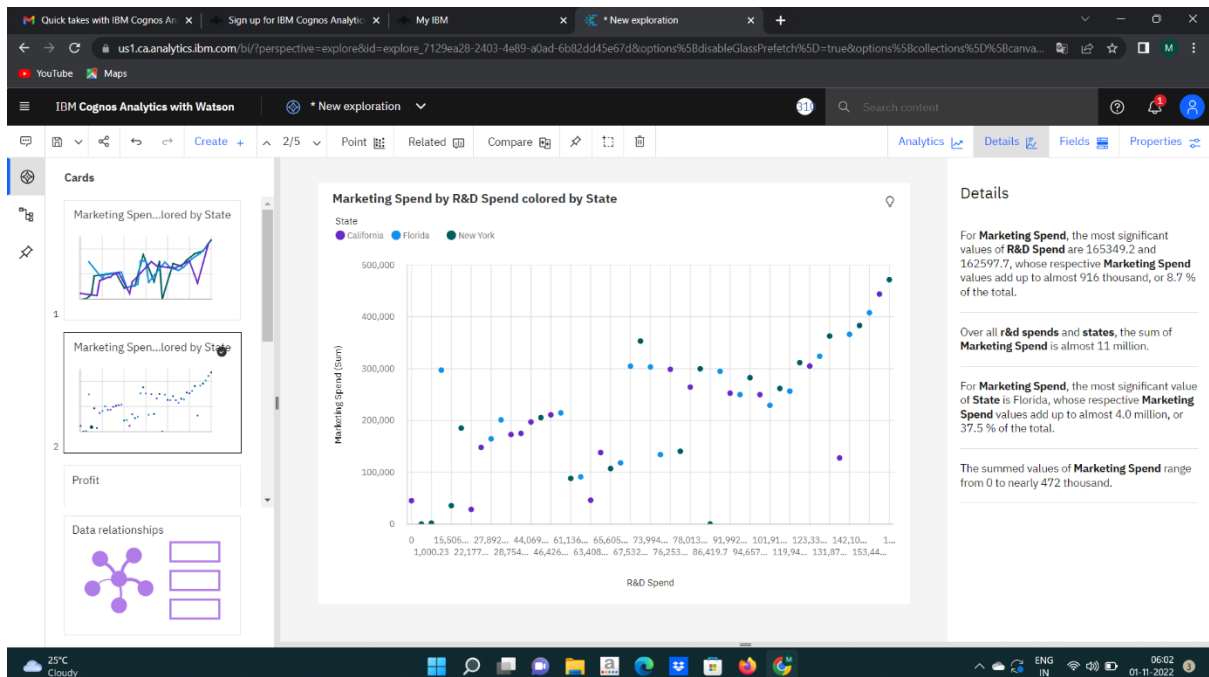 Quick takes with IBM Cognos An
Sign up for IBM Cognos Analytic
My IBM
* New exploration
us1.ca.analytics.ibm.com/bi/?perspective=explore&id=explore_7129ea28-2403-4e89-a0ad-6b82dd45e67d&options%5BdisableGlassPrefetch%5D=true&options%5Bcollections%5D%5Bcanva...
M
YouTube Maps
IBM Cognos Analytics with Watson
* New exploration
Search content
1
Create +
2/5
Point
Related
Compare
Analytics
Details
Fields
Properties
Cards
Marketing Spen...lored by State
1
Marketing Spen...lored by State
2
Profit
Data relationships
Marketing Spend by R&D Spend colored by State
State
California Florida New York
Marketing Spend (Sum)
500,000
400,000
300,000
200,000
100,000
0
0 15,505... 27,892... 44,069... 61,136... 65,605... 73,994... 78,013... 91,992... 101,91... 123,33... 142,10... 1...
1,000.23 22,177... 28,754... 46,426... 63,408... 67,532... 76,253... 86,419.7 94,657... 119,94... 131,87... 153,44...
R&D Spend
Details
For Marketing Spend, the most significant
values of R&D Spend are 165349.2 and
162597.7, whose respective Marketing Spend
values add up to almost 916 thousand, or 8.7 %
of the total.
Over all r&d spends and states, the sum of
Marketing Spend is almost 11 million.
For Marketing Spend, the most significant value
of State is Florida, whose respective Marketing
Spend values add up to almost 4.0 million, or
37.5 % of the total.
The summed values of Marketing Spend range
from 0 to nearly 472 thousand.
25°C
Cloudy
ENG
IN
06:02
01-11-2022
3